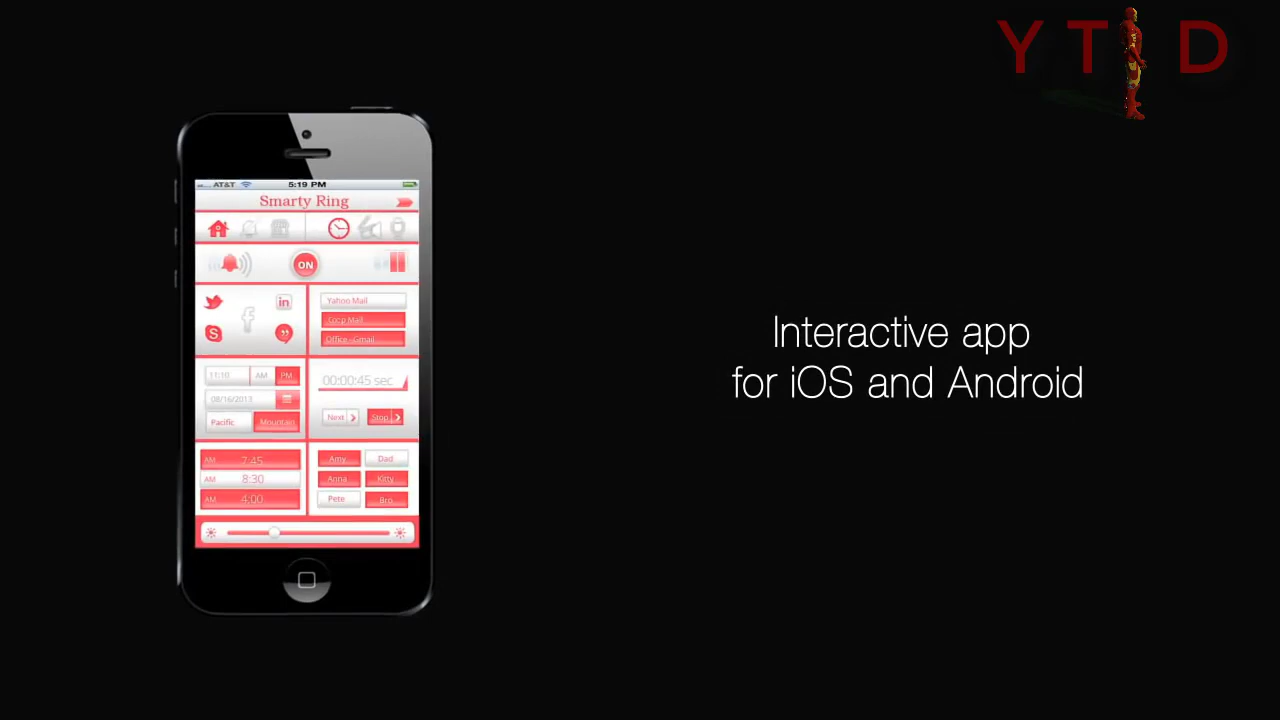 YTD
AT&T 5:19 PM
Smarty Ring
ON
in
Yahoo Mail
Koop Mail
Office - Gmail
11:10 AM PM
00:00:45 sec
08/16/2013
Pacific Mountain
Next Stop
AM 7:45
AM 8:30
AM 4:00
Amy Dad
Anna Kitty
Pete Bro
Interactive app
for iOS and Android